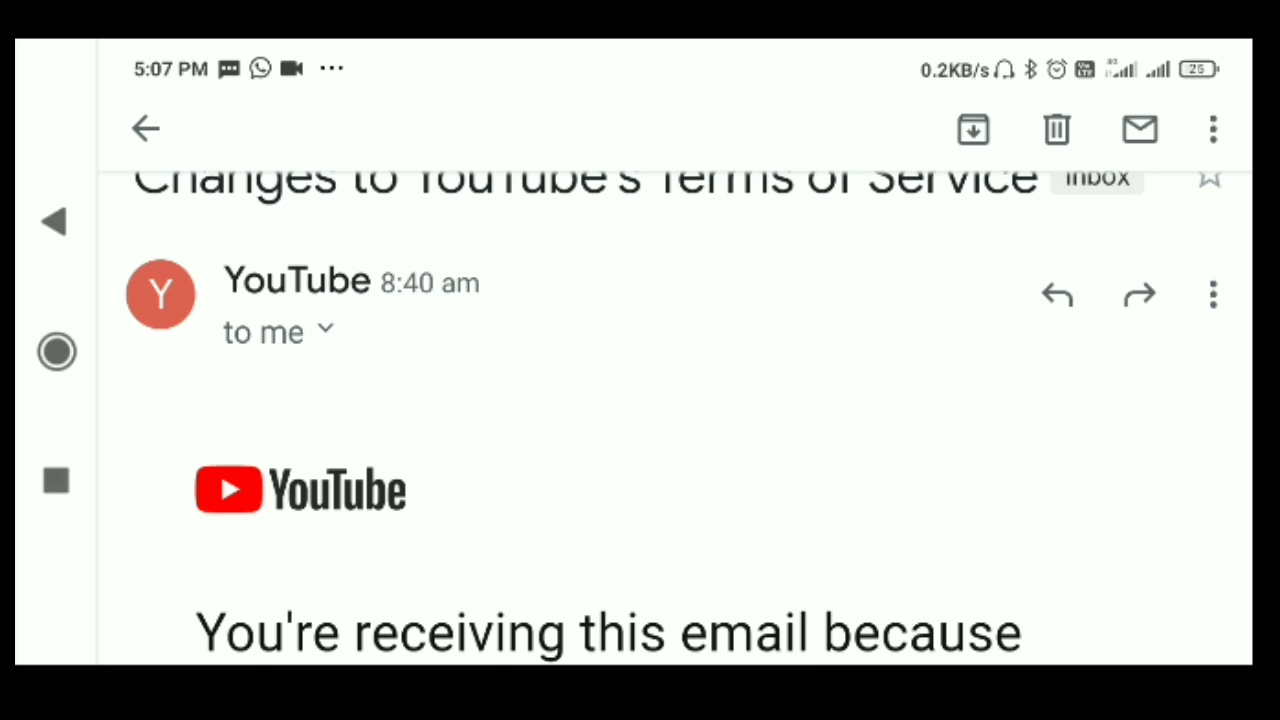 5:07 PM
0.2KB/s
25
Changes to YouTube's Terms of Service Inbox
Y
YouTube 8:40 am
to me
YouTube
You're receiving this email because